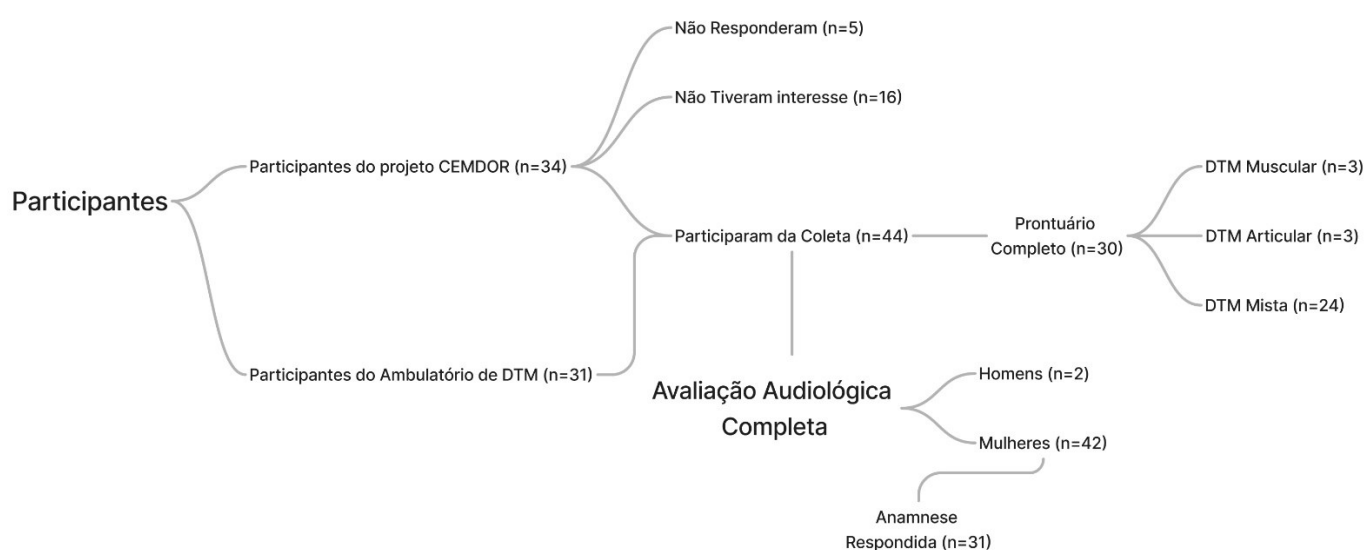 Não Responderam (n=5)
Não Tiveram interesse (n=16)
Participantes do projeto CEMDOR (n=34)
DTM Muscular (n=3)
Participantes
Participaram da Coleta (n=44)
Prontuário
Completo (n=30)
DTM Articular (n=3)
DTM Mista (n=24)
Participantes do Ambulatório de DTM (n=31)
Avaliação Audiológica
Completa
Homens (n=2)
Mulheres (n=42)
Anamnese
Respondida (n=31)